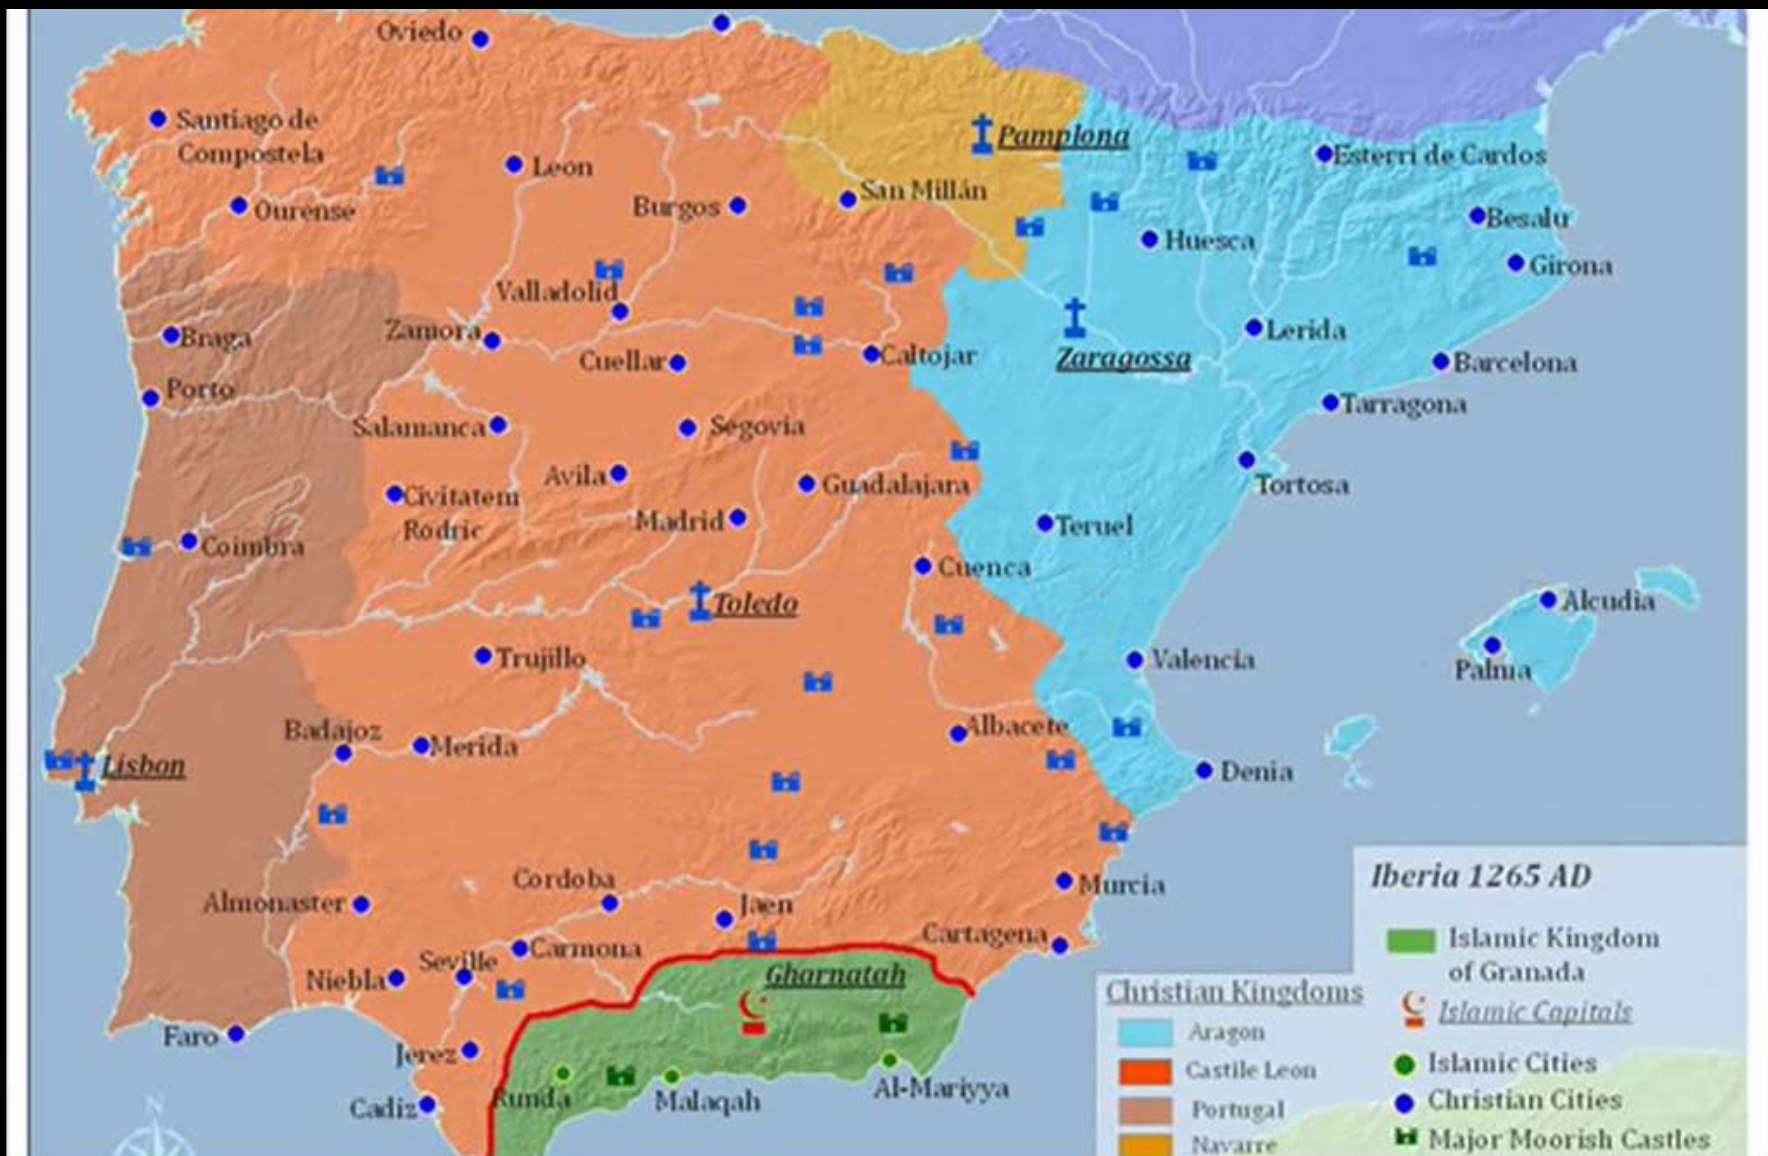 Oviedo
Santiago de
Compostela
Leon
Ourense
Burgos
San Millán
Pamplona
Esterri de Cardos
Besalu
Huesca
Girona
Valladolid
Braga
Zamora
Cuellar
Caltojar
Zaragossa
Lerida
Barcelona
Porto
Salamanca
Segovia
Tarragona
Avila
Guadalajara
Tortosa
Civitatem
Rodric
Madrid
Teruel
Coimbra
Cuenca
Toledo
Alcudia
Trujillo
Valencia
Palma
Badajoz
Merida
Albacete
Lisbon
Denia
Cordoba
Almonaster
Jaen
Murcia
Cartagena
Carmona
Seville
Niebla
Gharnatah
Faro
Jerez
Cadiz
Runda
Malaqah
Al-Mariyya
N
Iberia 1265 AD
Islamic Kingdom
of Granada
Islamic Capitals
Islamic Cities
Christian Cities
Major Moorish Castles
Christian Kingdoms
Aragon
Castile Leon
Portugal
Navarre